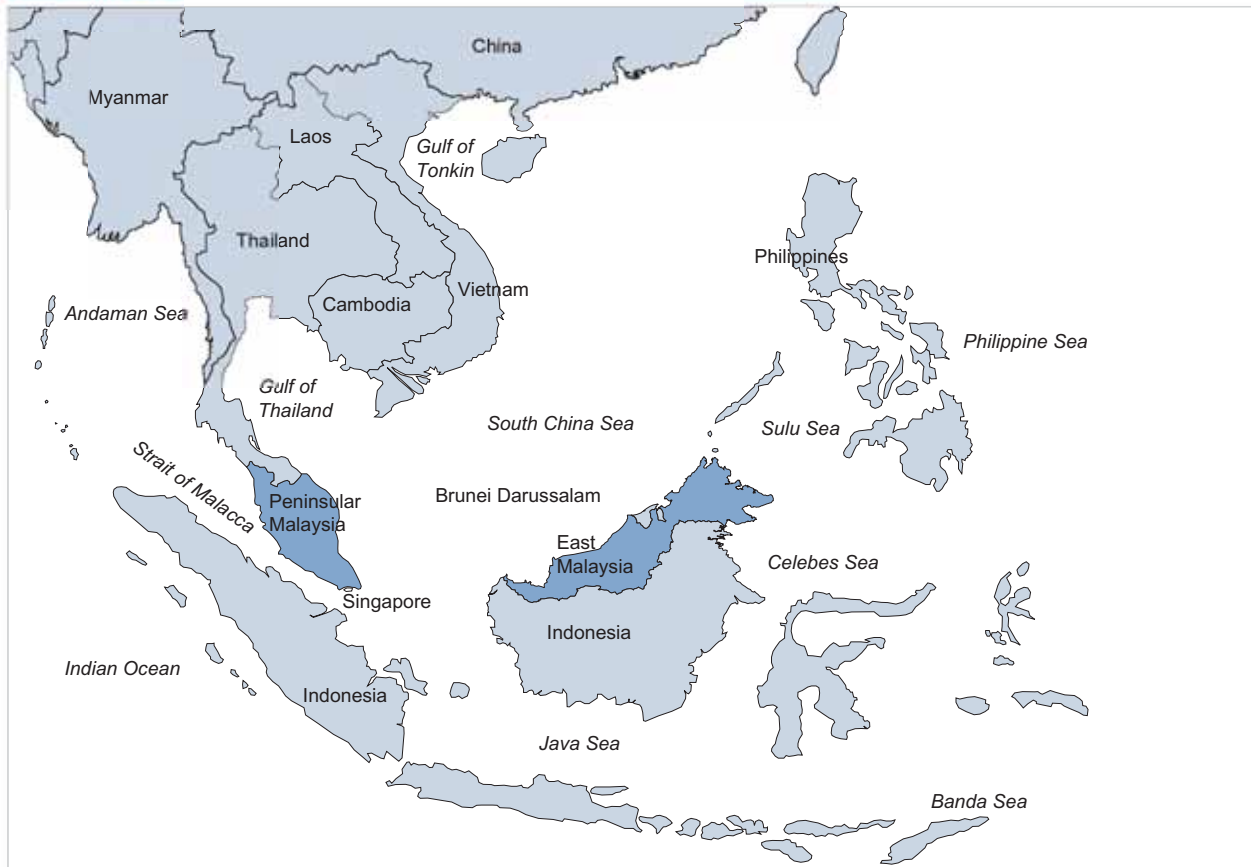 China
Myanmar
Laos
Gulf of
Tonkin
Thailand
Philippines
Vietnam
Cambodia
Andaman Sea
Philippine Sea
Gulf of
Thailand
South China Sea
Sulu Sea
Strait of Malacca
Brunei Darussalam
Peninsular
Malaysia
East
Malaysia
Celebes Sea
Singapore
Indonesia
Indian Ocean
Indonesia
Java Sea
Banda Sea